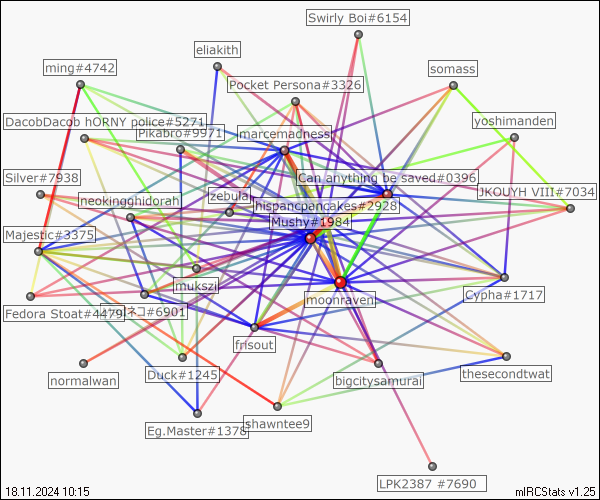 Swirly Boi#6154
eliakith
ming#4742
somass
Pocket Persona#3326
DacobDacob hORNY police#5271
yoshimanden
Pikabro#9971
marcemadness
Silver#7938
Can anything be saved#0396
JKOUYH VIII#7034
neokingghidorah
zebula
hispancpancakes#2928
Mushy#1984
Majestic#3375
mukszi
Cypha#1717
moonraven
Fedora Stoat#4479
ネコ#6901
frisout
thesecondtwat
Duck#1245
normalwan
bigcitysamurai
shawntee9
Eg.Master#1378
LPK2387 #7690
18.11.2024 10:15
mIRCStats v1.25